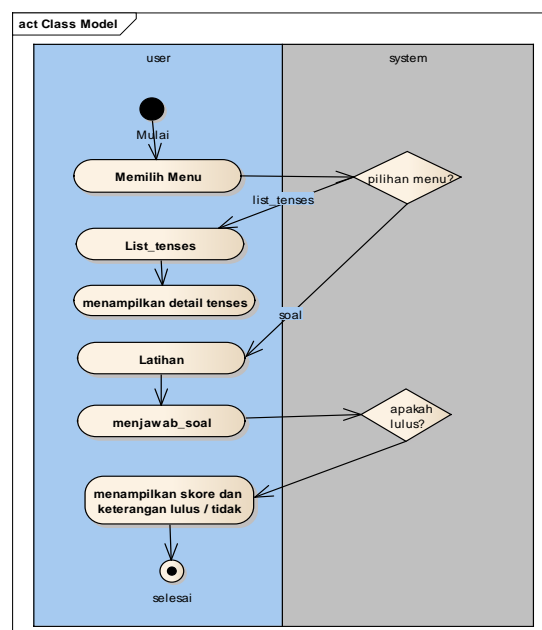 act Class Model
user
system
Mulai
Memilih Menu
pilihan menu?
list_tenses
List_tenses
menampilkan detail tenses
soal
Latihan
menjawab_soal
apakah
lulus?
menampilkan skore dan
keterangan lulus / tidak
selesai